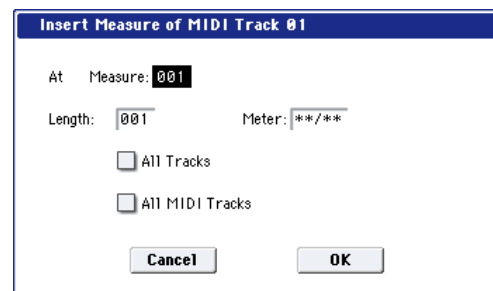 Insert Measure of MIDI Track 01
At Measure: 001
Length: 001 Meter: **/**
All Tracks
All MIDI Tracks
Cancel OK